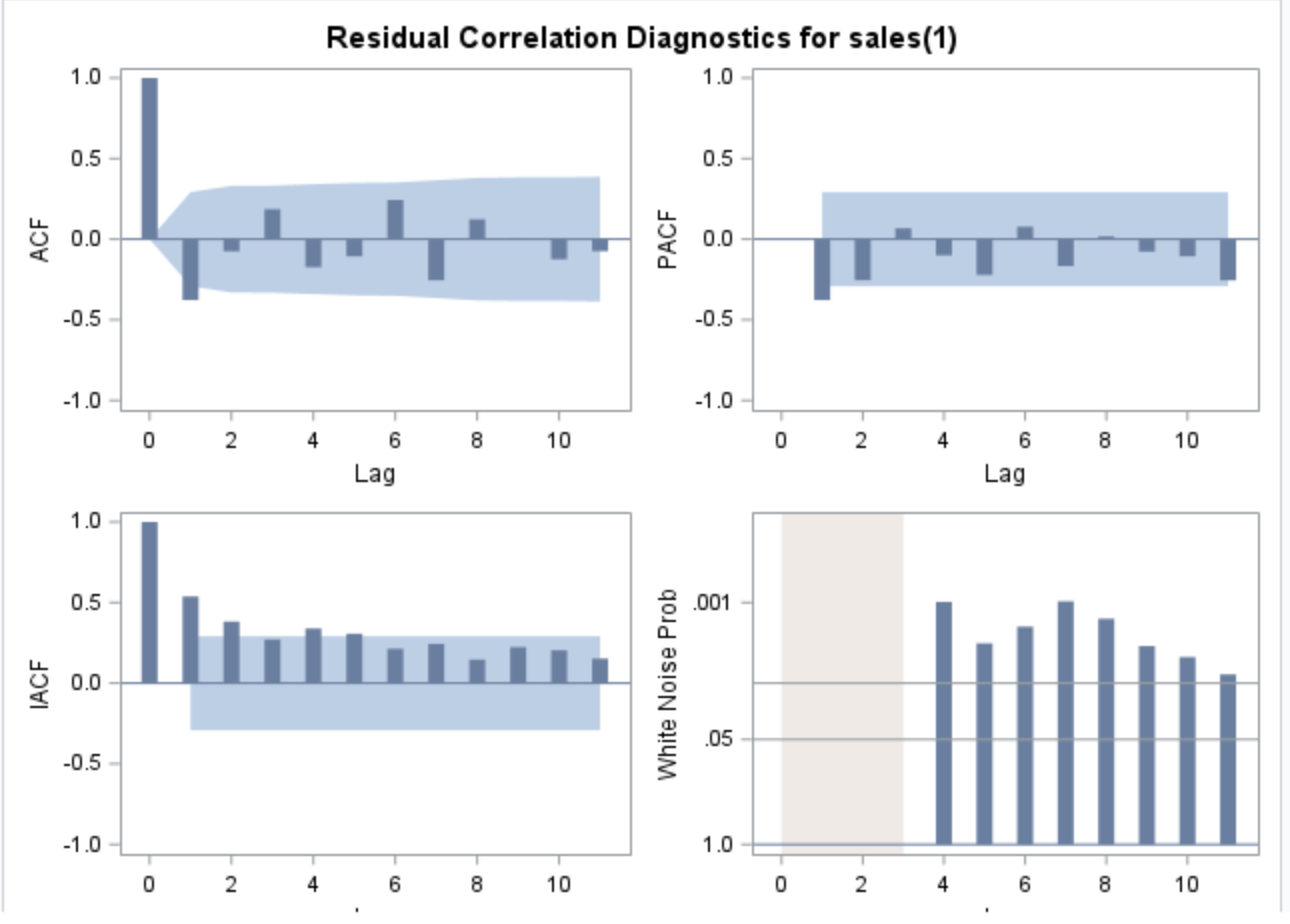 Residual Correlation Diagnostics for sales(1)
ACF
1.0
0.5
0.0
-0.5
-1.0
0 2 4 6 8 10
Lag
PACF
1.0
0.5
0.0
-0.5
-1.0
0 2 4 6 8 10
Lag
IACF
1.0
0.5
0.0
-0.5
-1.0
0 2 4 6 8 10
White Noise Prob
.001
.05
1.0
0 2 4 6 8 10